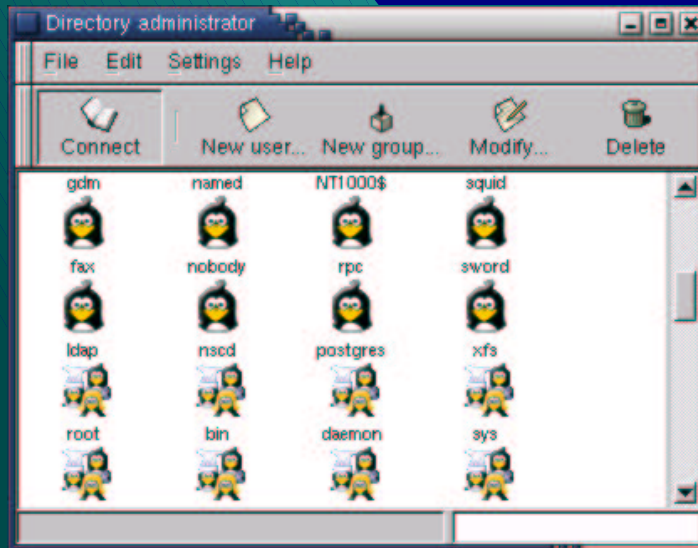 Directory administrator
File Edit Settings Help
Connect New user... New group... Modify... Delete
gdm named NT1000$ squid
fax nobody rpc sword
ldap nscd postgres xfs
root bin daemon sys